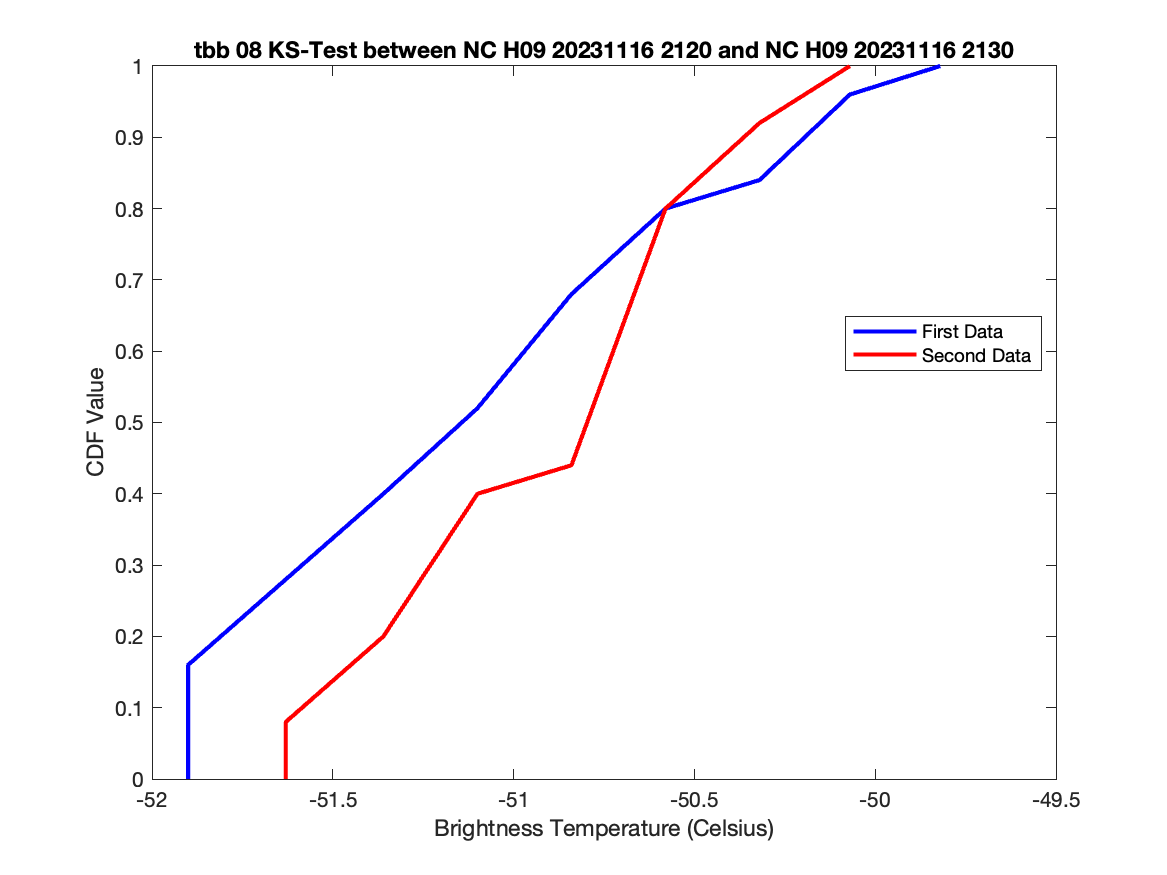 tbb 08 KS-Test between NC H09 20231116 2120 and NC H09 20231116 2130
1
0.9
0.8
0.7
0.6
0.5
0.4
0.3
0.2
0.1
0
CDF Value
First Data
Second Data
-52 -51.5 -51 -50.5 -50 -49.5
Brightness Temperature (Celsius)